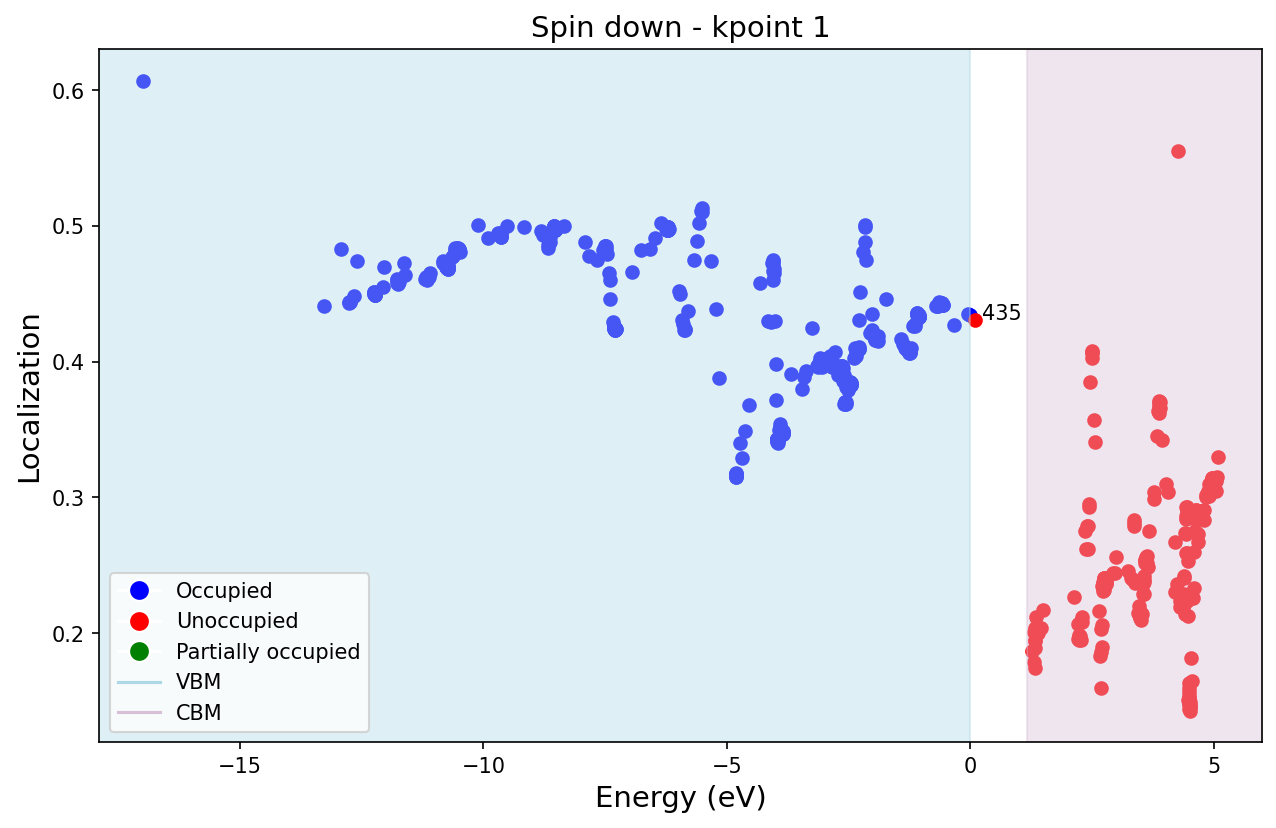 Spin down - kpoint 1
0.6
0.5
0.4
0.3
0.2
Localization
435
Occupied
Unoccupied
Partially occupied
VBM
CBM
−15
−10
−5
0
5
Energy (eV)